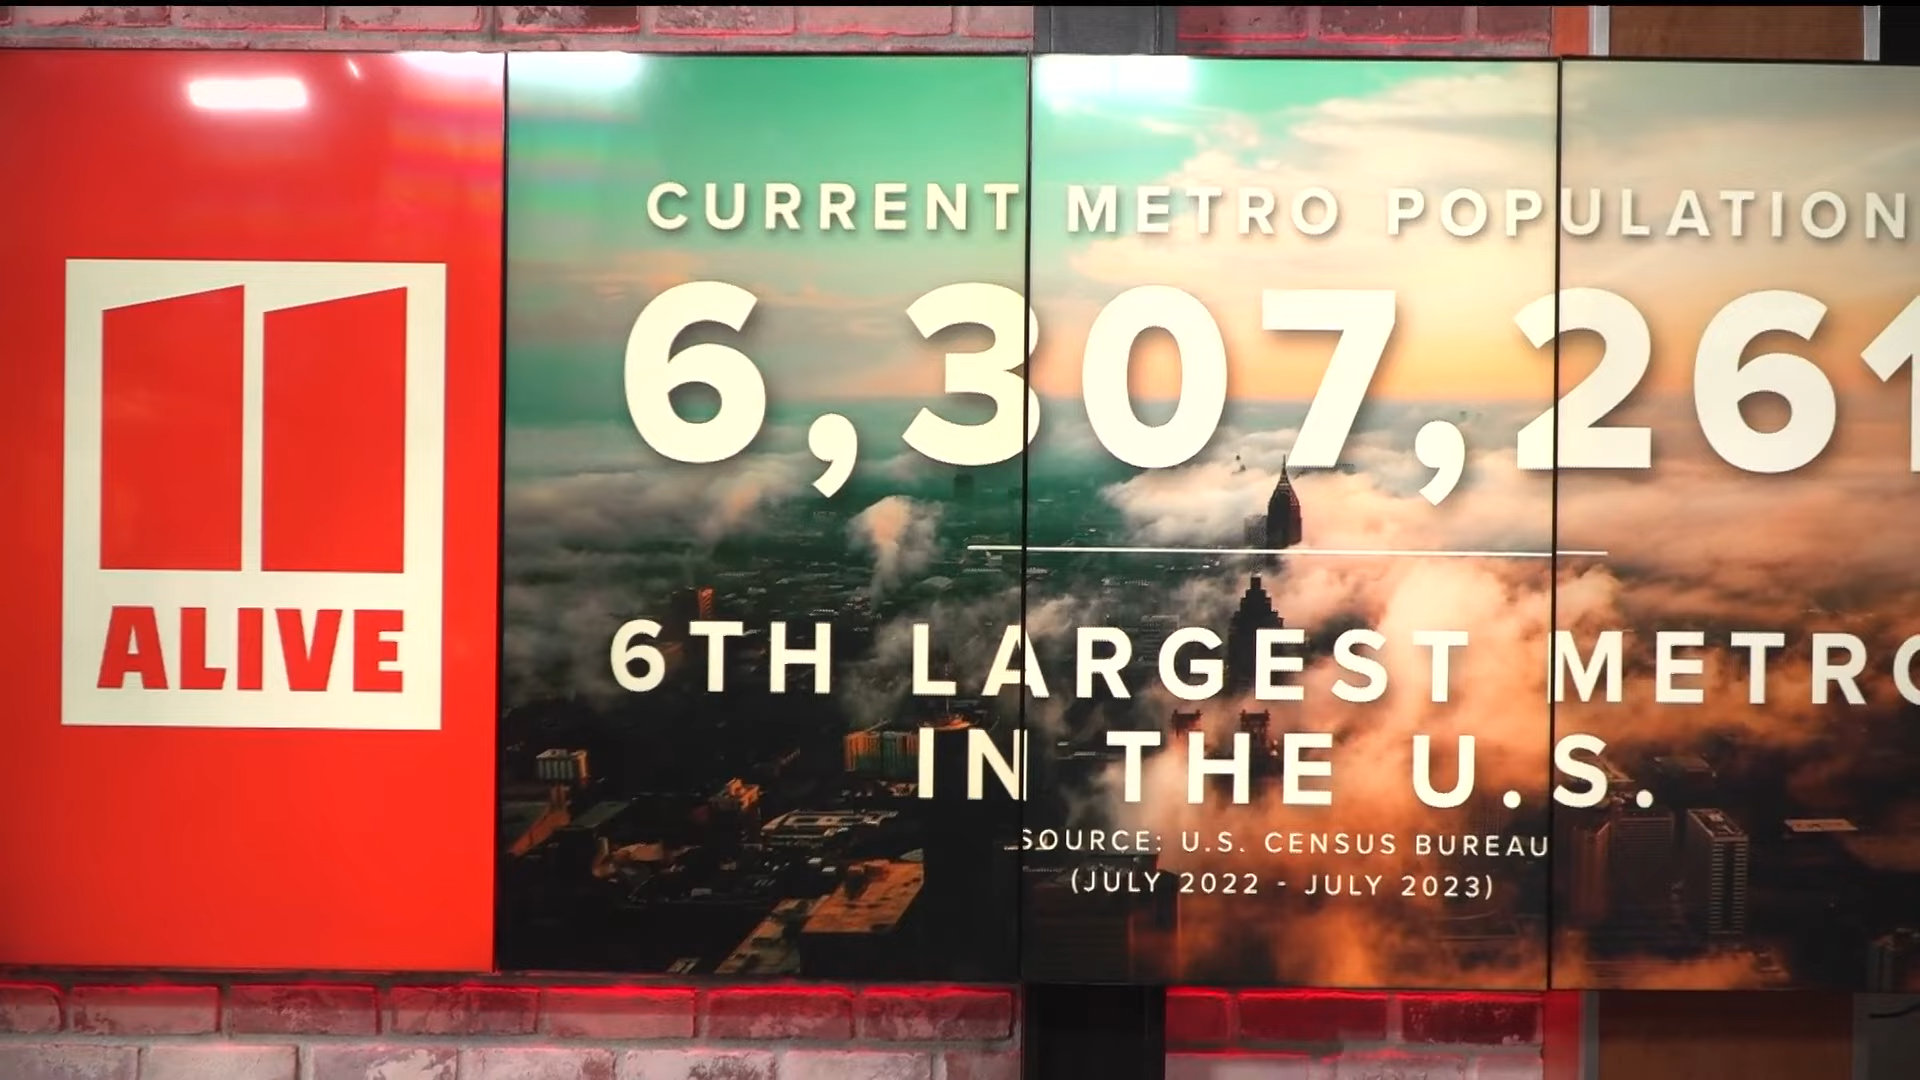 11
ALIVE
CURRENT METRO POPULATION
6,307,261
6TH LARGEST METRO
IN THE U.S.
SOURCE: U.S. CENSUS BUREAU
(JULY 2022 - JULY 2023)